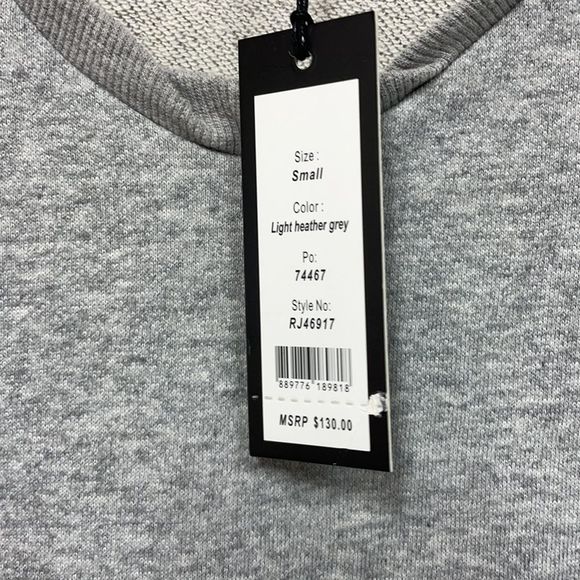 Size :
Small
Color :
Light heather grey
Po:
74467
Style No:
RJ46917
889776 189818
MSRP $130.00